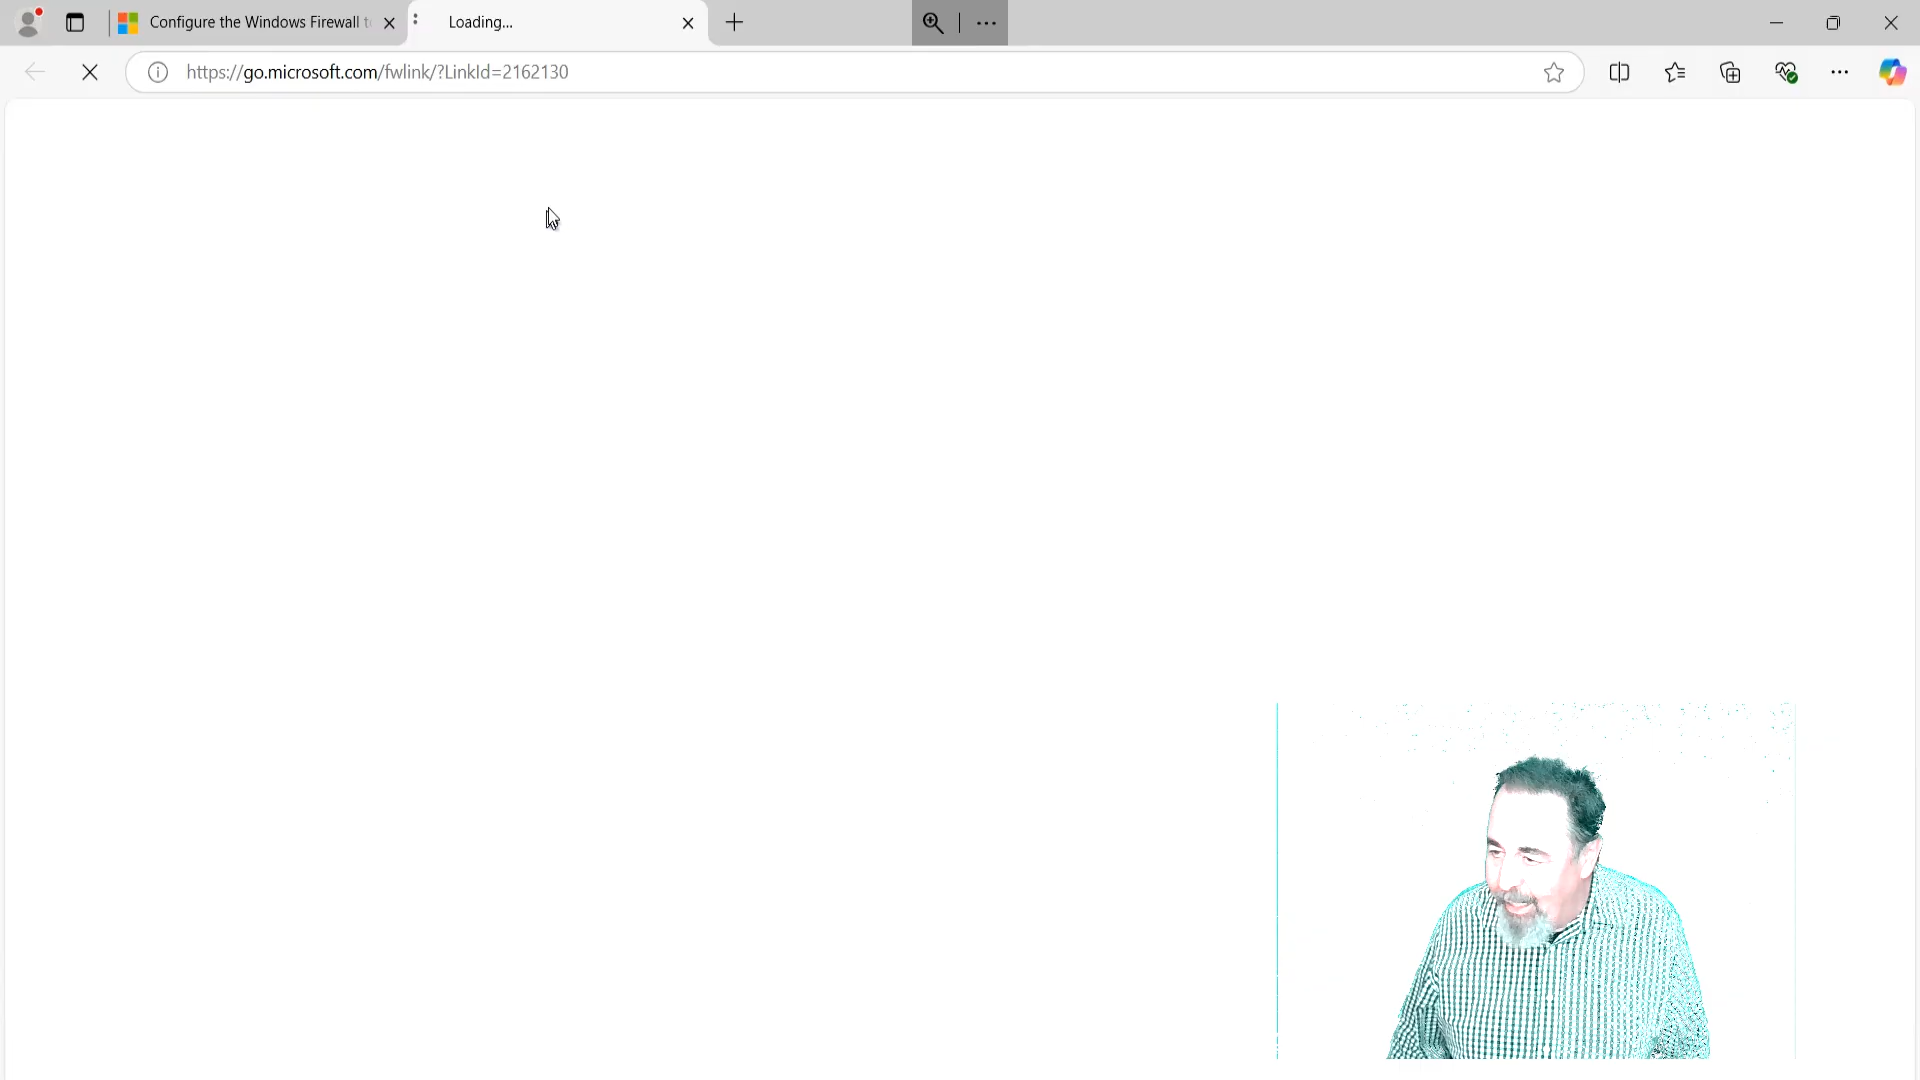 Configure the Windows Firewall t
Loading...
https://go.microsoft.com/fwlink/?LinkId=2162130